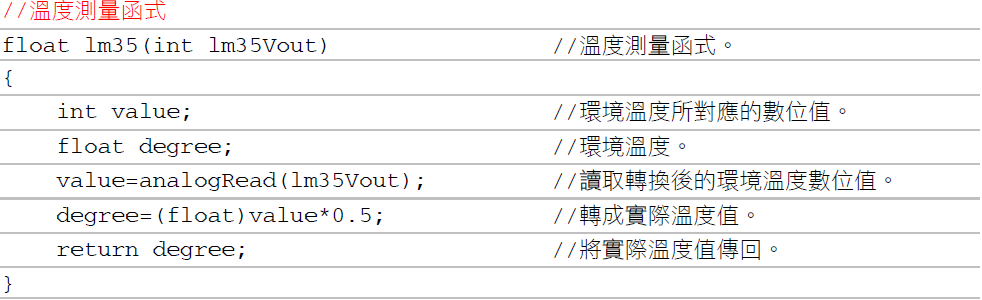 //溫度測量函式
float lm35(int lm35Vout) //溫度測量函式。
{
int value; //環境溫度所對應的數位值。
float degree; //環境溫度。
value=analogRead(lm35Vout); //讀取轉換後的環境溫度數位值。
degree=(float)value*0.5; //轉成實際溫度值。
return degree; //將實際溫度值傳回。
}